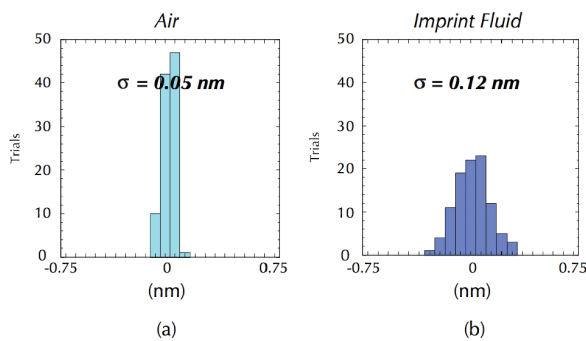 Air
50
40
30
20
10
0
Trials
σ = 0.05 nm
-0.75 0 0.75
(nm)
(a)
Imprint Fluid
50
40
30
20
10
0
Trials
σ = 0.12 nm
-0.75 0 0.75
(nm)
(b)